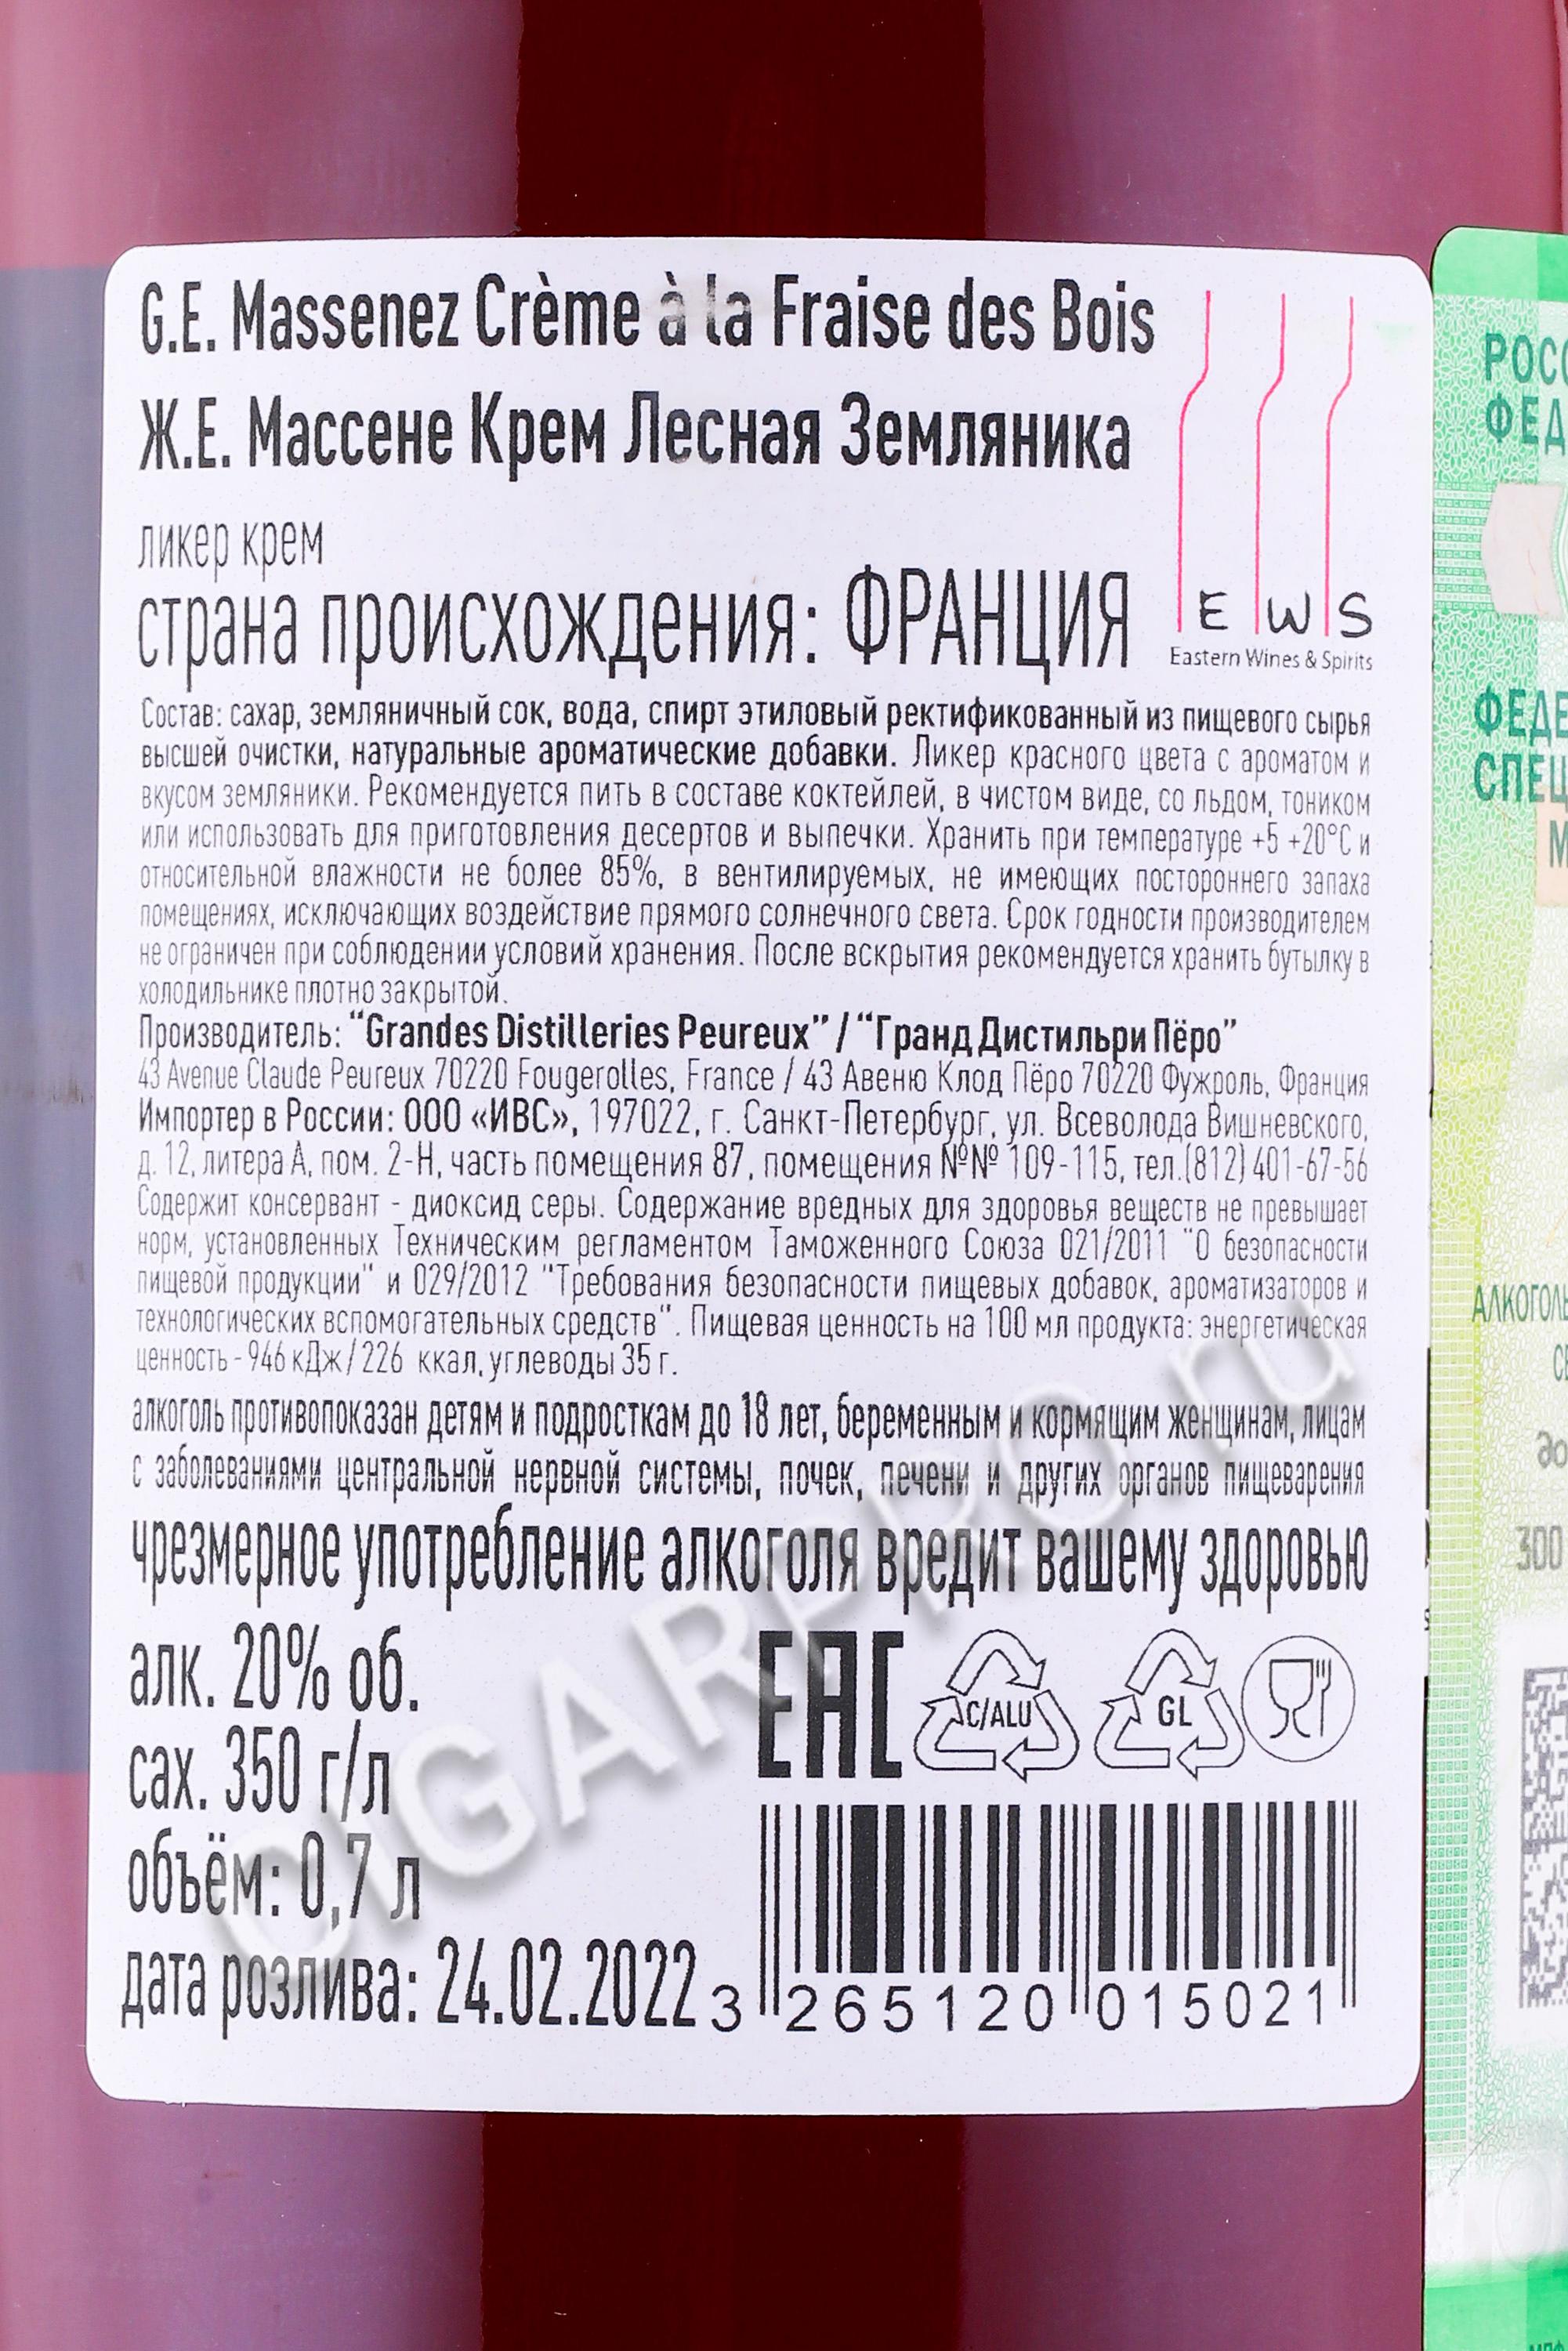 G.E. Massenez Crème à la Fraise des Bois
Ж.Е. Массене Крем Лесная Земляника
ликер крем
страна происхождения: ФРАНЦИЯ
E W S
Eastern Wines & Spirits
Состав: сахар, земляничный сок, вода, спирт этиловый ректификованный из пищевого сырья
высшей очистки, натуральные ароматические добавки. Ликер красного цвета с ароматом и
вкусом земляники. Рекомендуется пить в составе коктейлей, в чистом виде, со льдом, тоником
или использовать для приготовления десертов и выпечки. Хранить при температуре +5 +20°С и
относительной влажности не более 85%, в вентилируемых, не имеющих постороннего запаха
помещениях, исключающих воздействие прямого солнечного света. Срок годности производителем
не ограничен при соблюдении условий хранения. После вскрытия рекомендуется хранить бутылку в
холодильнике плотно закрытой.
Производитель: "Grandes Distilleries Peureux" / "Гранд Дистильри Пёро"
43 Avenue Claude Peureux 70220 Fougerolles, France / 43 Авеню Клод Пёро 70220 Фужроль, Франция
Импортер в России: ООО «ИВС», 197022, г. Санкт-Петербург, ул. Всеволода Вишневского,
д. 12, литера А, пом. 2-Н, часть помещения 87, помещения №№ 109-115, тел.(812) 401-67-56
Содержит консервант - диоксид серы. Содержание вредных для здоровья веществ не превышает
норм, установленных Техническим регламентом Таможенного Союза 021/2011 "О безопасности
пищевой продукции" и 029/2012 "Требования безопасности пищевых добавок, ароматизаторов и
технологических вспомогательных средств". Пищевая ценность на 100 мл продукта: энергетическая
ценность - 946 кДж / 226 ккал, углеводы 35 г.
алкоголь противопоказан детям и подросткам до 18 лет, беременным и кормящим женщинам, лицам
с заболеваниями центральной нервной системы, почек, печени и других органов пищеварения
чрезмерное употребление алкоголя вредит вашему здоровью
алк. 20% об.
сах. 350 г/л
объём: 0,7 л
дата розлива: 24.02.2022
EAC
C/ALU
GL
3 265120 015021
DIGARPRO.ru
РОСС
ФЕД
ФЕДЕ
СПЕЦ
М
АЛКОГОЛЬ
300